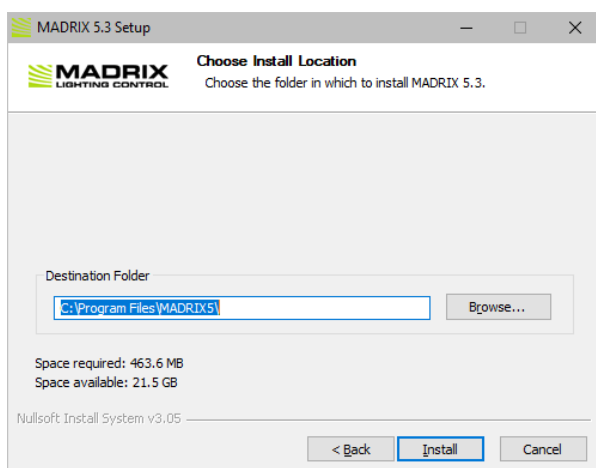 MADRIX 5.3 Setup
MADRIX
LIGHTING CONTROL
Choose Install Location
Choose the folder in which to install MADRIX 5.3.
Destination Folder
C:\Program Files\MADRIX5\
Browse...
Space required: 463.6 MB
Space available: 21.5 GB
Nullsoft Install System v3.05
< Back
Install
Cancel